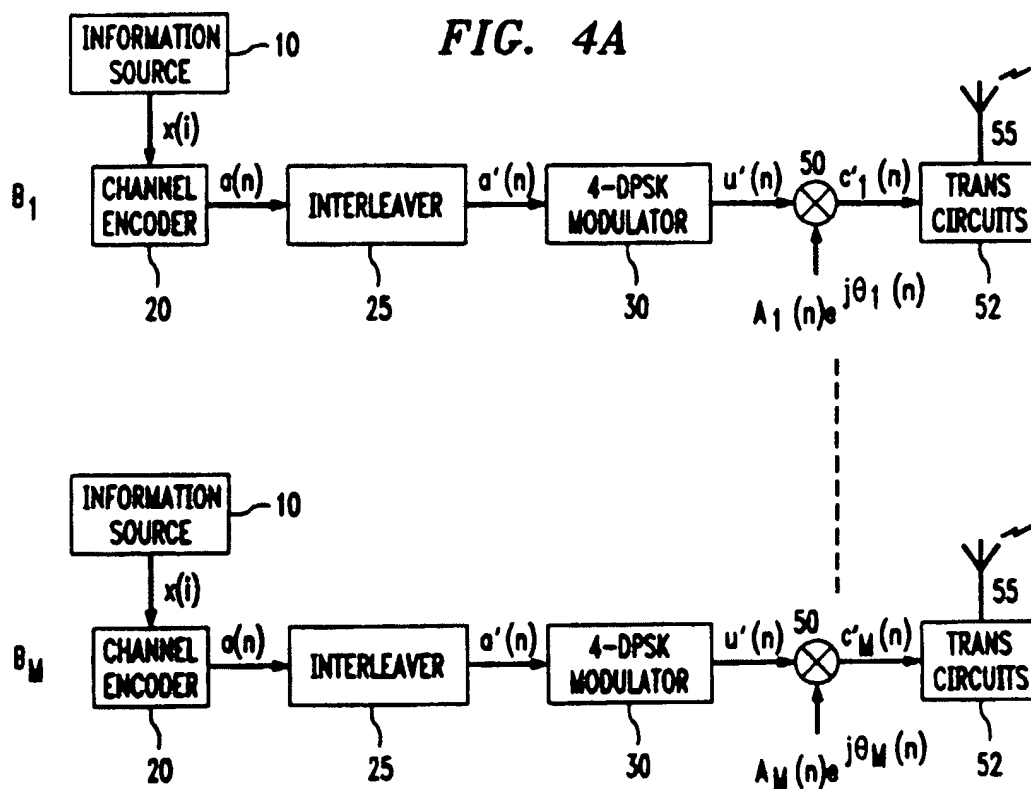 FIG. 4A
INFORMATION
SOURCE
10
x(i)
B1
CHANNEL
ENCODER
20
a(n)
INTERLEAVER
25
a'(n)
4-DPSK
MODULATOR
30
u'(n)
50
c'1(n)
A1(n)e jθ1(n)
TRANS
CIRCUITS
52
55
INFORMATION
SOURCE
10
x(i)
BM
CHANNEL
ENCODER
20
a(n)
INTERLEAVER
25
a'(n)
4-DPSK
MODULATOR
30
u'(n)
50
c'M(n)
AM(n)e jθM(n)
TRANS
CIRCUITS
52
55